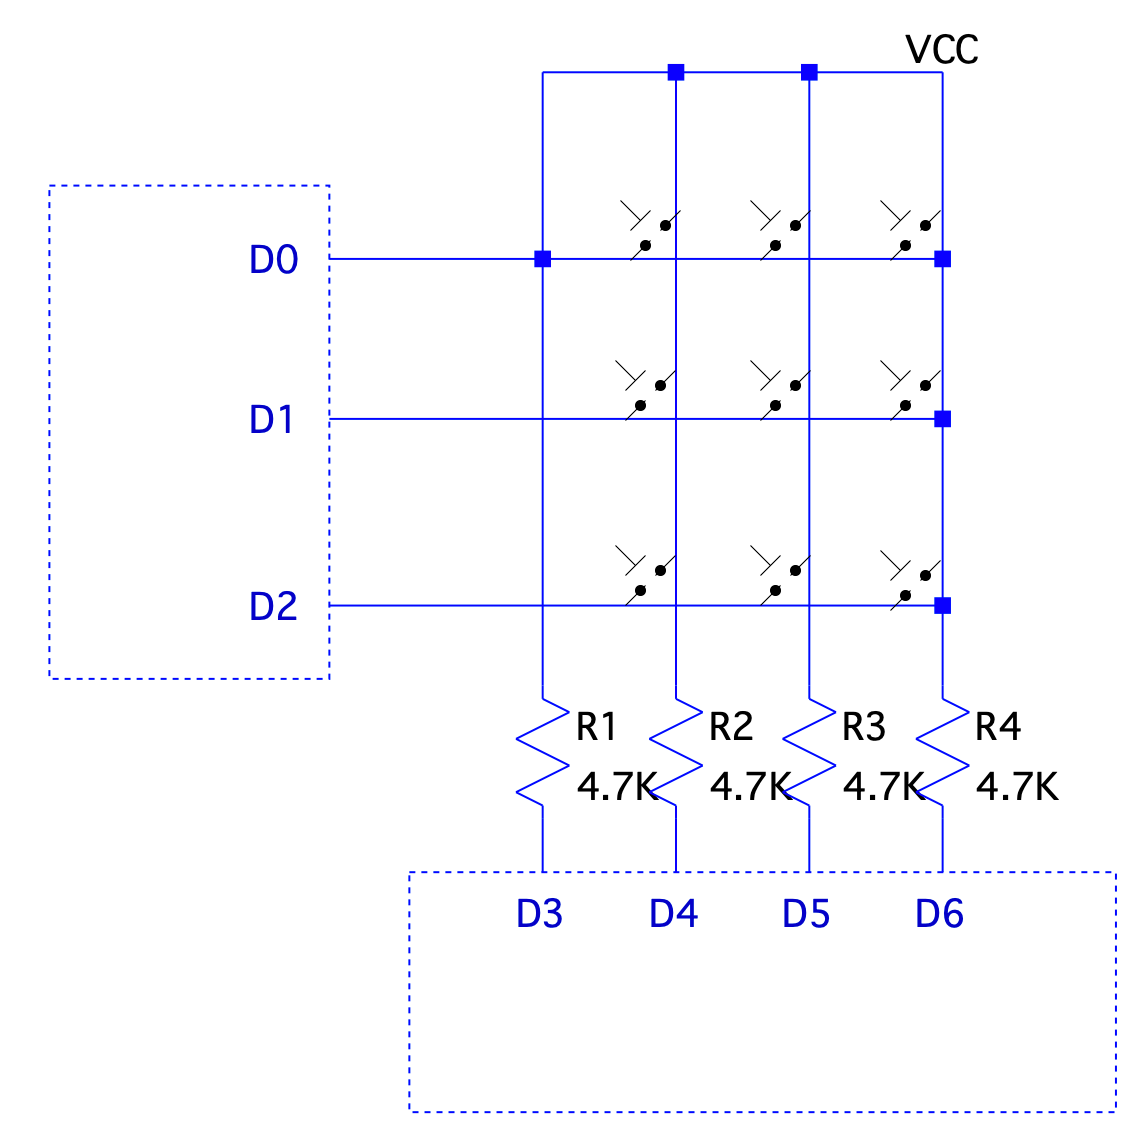 VCC
D0
D1
D2
R1 R2 R3 R4
4.7K 4.7K 4.7K 4.7K
D3 D4 D5 D6